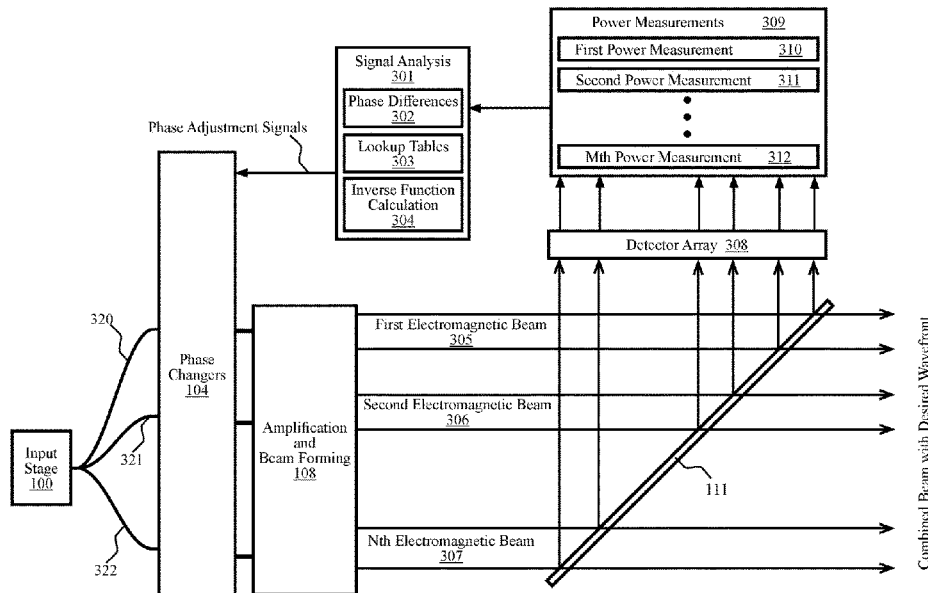 Power Measurements 309
First Power Measurement 310
Second Power Measurement 311
Mth Power Measurement 312
Signal Analysis
301
Phase Differences
302
Lookup Tables
303
Inverse Function
Calculation
304
Phase Adjustment Signals
Detector Array 308
320
321
322
Input
Stage
100
Phase
Changers
104
Amplification
and
Beam Forming
108
First Electromagnetic Beam
305
Second Electromagnetic Beam
306
Nth Electromagnetic Beam
307
111
Combined Beam with Desired Wavefront